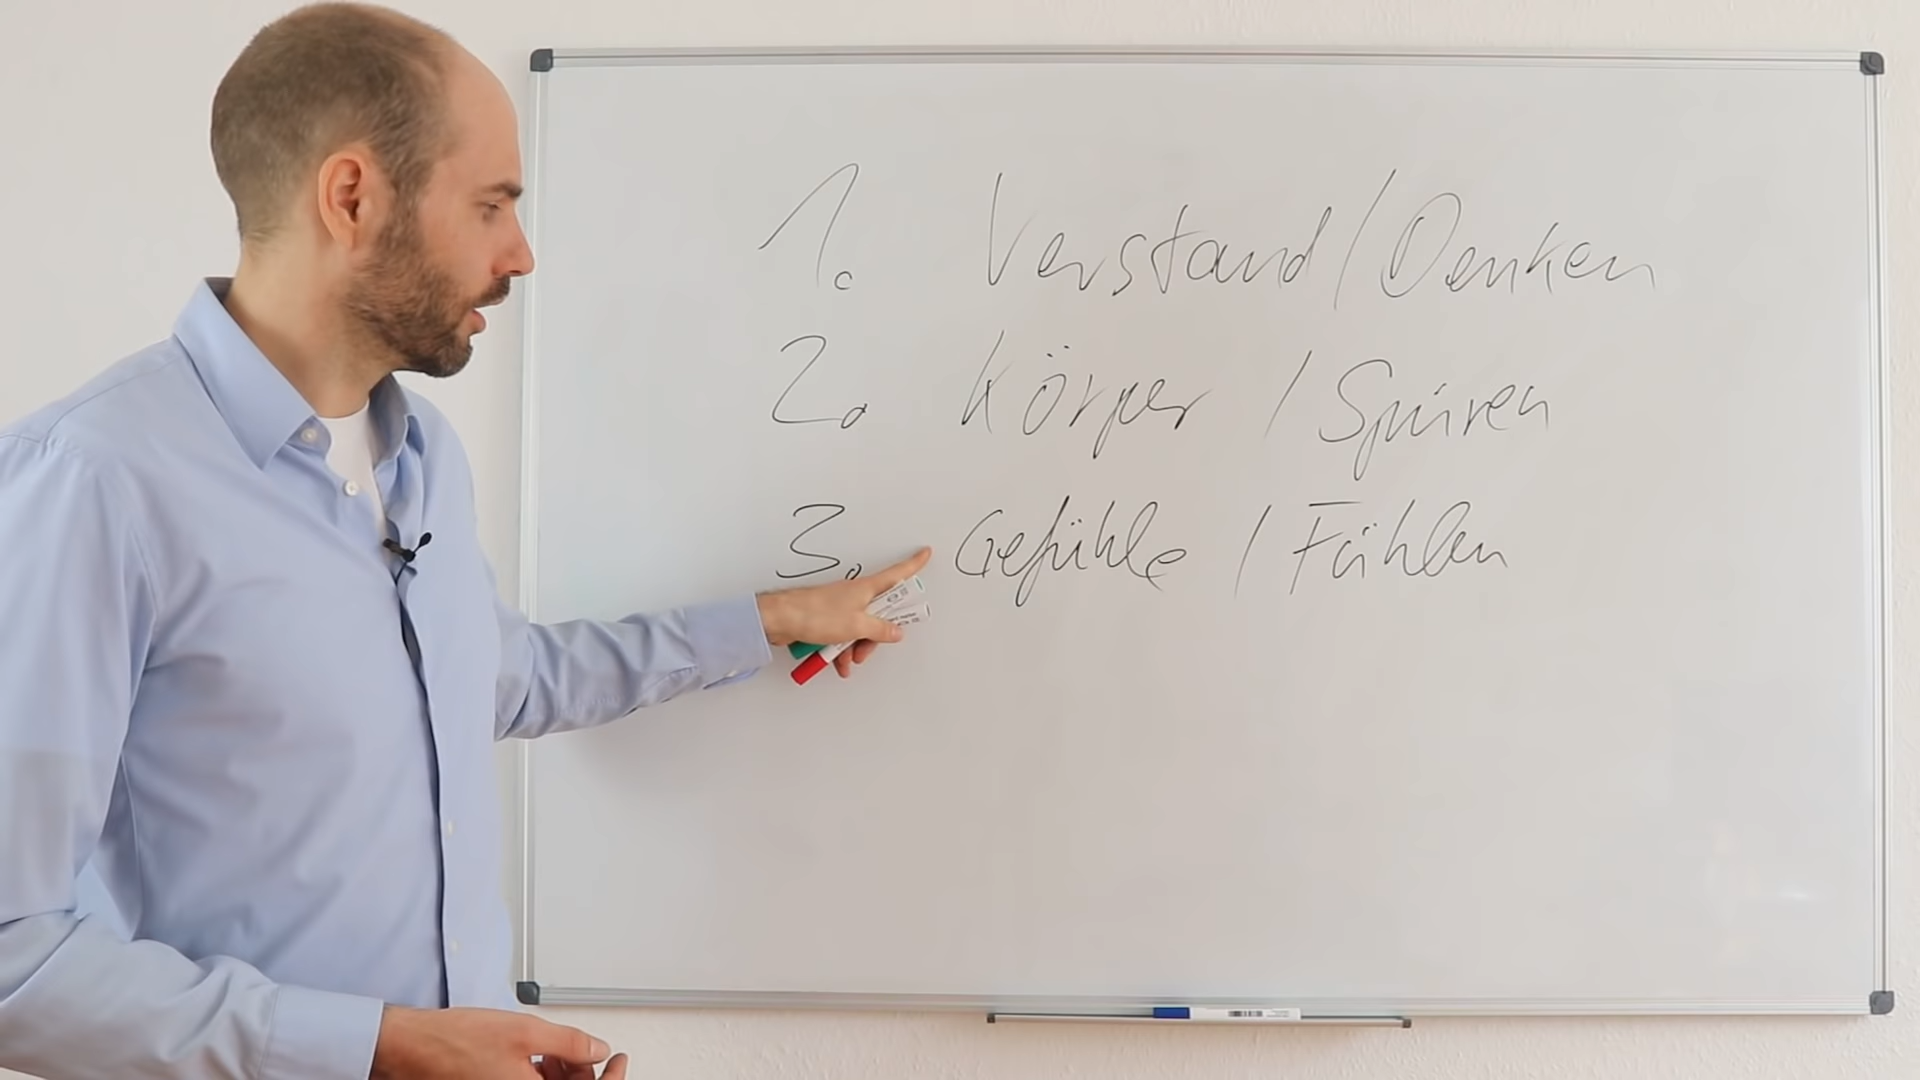 1. Verstand / Denken
2. Körper / Spüren
3. Gefühle / Fühlen